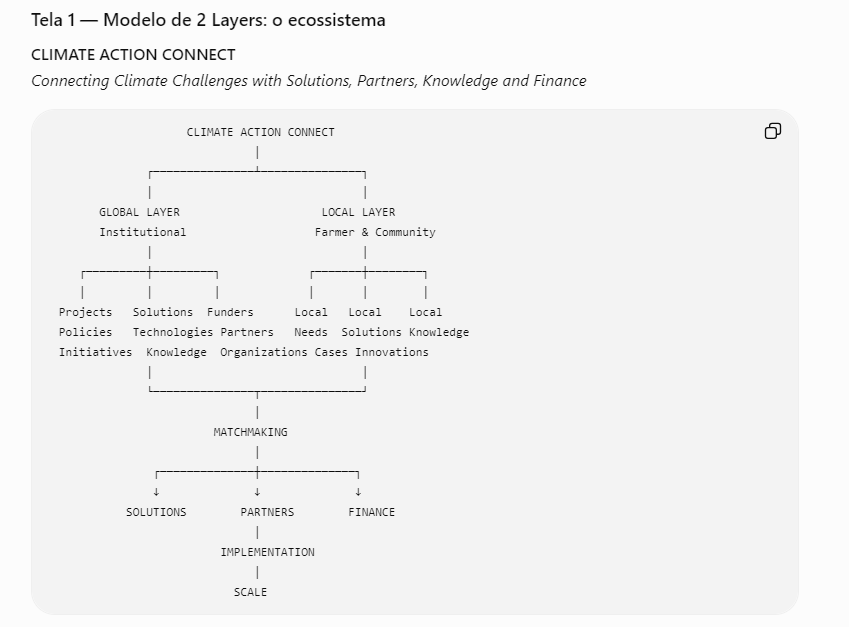 Tela 1 — Modelo de 2 Layers: o ecossistema
CLIMATE ACTION CONNECT
Connecting Climate Challenges with Solutions, Partners, Knowledge and Finance
CLIMATE ACTION CONNECT
GLOBAL LAYER LOCAL LAYER
Institutional Farmer & Community
Projects Solutions Funders Local Local Local
Policies Technologies Partners Needs Solutions Knowledge
Initiatives Knowledge Organizations Cases Innovations
MATCHMAKING
SOLUTIONS PARTNERS FINANCE
IMPLEMENTATION
SCALE